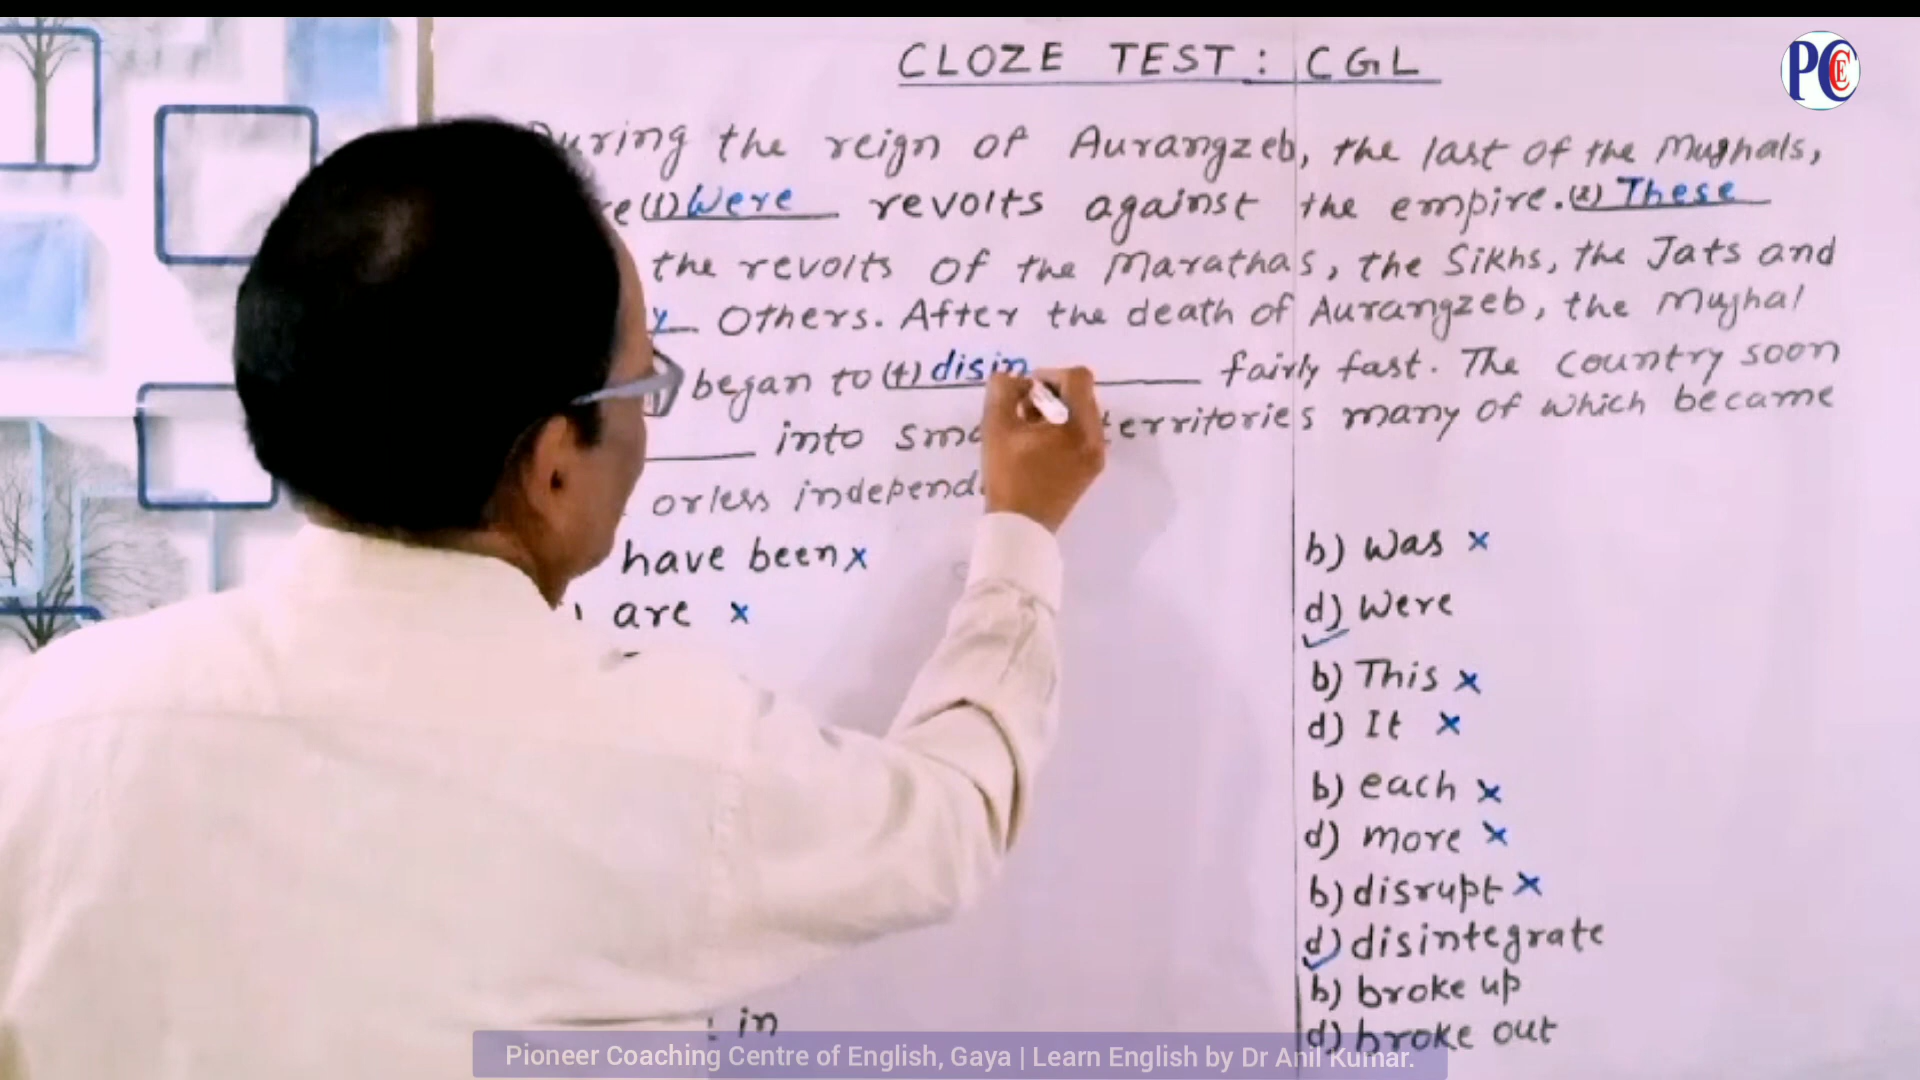 CLOZE TEST: CGL
PCEC
the reign of Aurangzeb, the last of the Mughals,
(1) Were revolts against the empire. (2) These
the revolts of the Marathas, the Sikhs, the Jats and
Others. After the death of Aurangzeb, the Mughal
began to (4) disin fairly fast. The country soon
into territories many of which became
or less
have been x
b) was x
are x
d) Were
b) This x
d) It x
b) each x
d) more x
b) disrupt x
d) disintegrate
b) broke up
in
d) broke out
Pioneer Coaching Centre of English, Gaya | Learn English by Dr Anil Kumar.